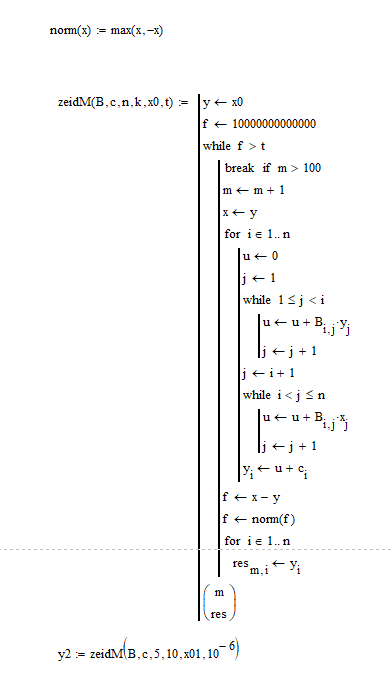 norm(x) := max(x,-x)
zeidM(B,c,n,k,x0,t) := y ← x0
f ← 10000000000000
while f > t
break if m > 100
m ← m + 1
x ← y
for i ∈ 1..n
u ← 0
j ← 1
while 1 ≤ j < i
u ← u + B_{i,j}·y_j
j ← j + 1
j ← i + 1
while i < j ≤ n
u ← u + B_{i,j}·x_j
j ← j + 1
y_i ← u + c_i
f ← x - y
f ← norm(f)
for i ∈ 1..n
res_{m,i} ← y_i
(m
res)
y2 := zeidM(B,c,5,10,x01,10^{-6})